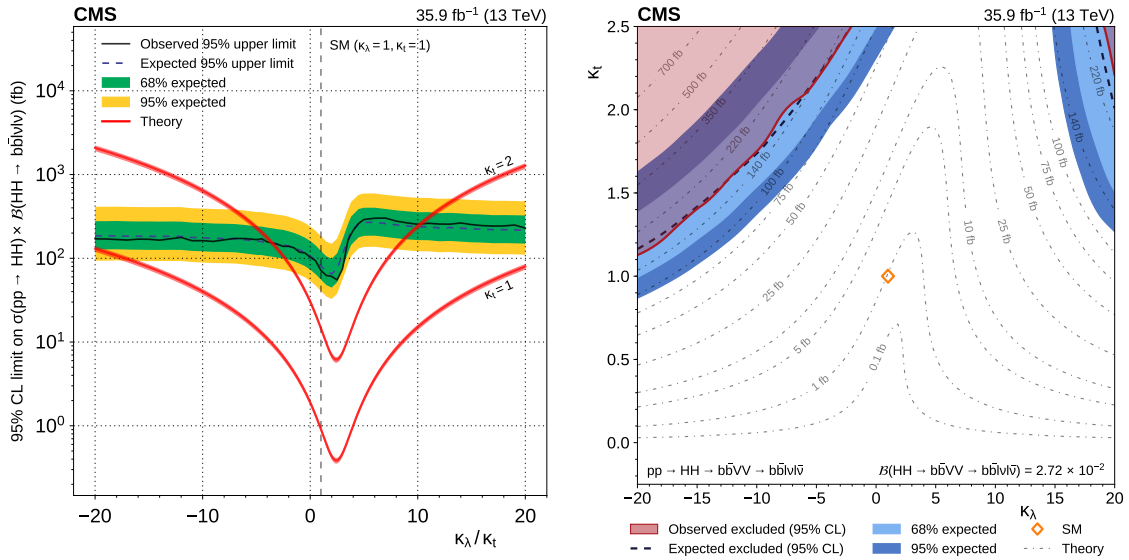 CMS 35.9 fb⁻¹ (13 TeV)
Observed 95% upper limit
Expected 95% upper limit
68% expected
95% expected
Theory
SM (κλ = 1, κt = 1)
κt = 2
κt = 1
95% CL limit on σ(pp → HH) × B(HH → bb̄lνlν) (fb)
10⁴
10³
10²
10¹
10⁰
−20 −10 0 10 20
κλ / κt
CMS 35.9 fb⁻¹ (13 TeV)
κt
2.5
2.0
1.5
1.0
0.5
0.0
700 fb
500 fb
350 fb
220 fb
140 fb
100 fb
75 fb
50 fb
25 fb
5 fb
1 fb
0.1 fb
10 fb
25 fb
50 fb
75 fb
100 fb
140 fb
220 fb
pp → HH → bb̄VV → bb̄lνlν̄
B(HH → bb̄VV → bb̄lνlν̄) = 2.72 × 10⁻²
−20 −15 −10 −5 0 5 10 15 20
κλ
Observed excluded (95% CL)
Expected excluded (95% CL)
68% expected
95% expected
SM
Theory